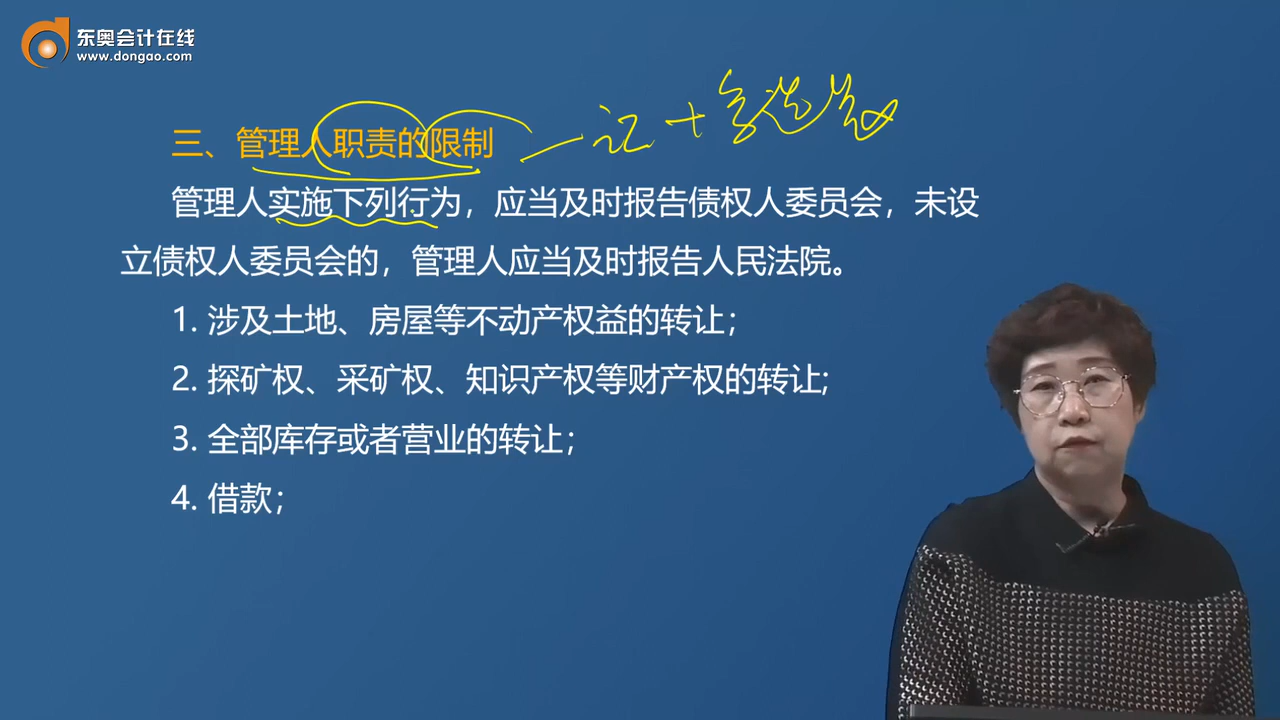 东奥会计在线
www.dongao.com
三、管理人职责的限制
管理人实施下列行为，应当及时报告债权人委员会，未设
立债权人委员会的，管理人应当及时报告人民法院。
1. 涉及土地、房屋等不动产权益的转让；
2. 探矿权、采矿权、知识产权等财产权的转让;
3. 全部库存或者营业的转让；
4. 借款；